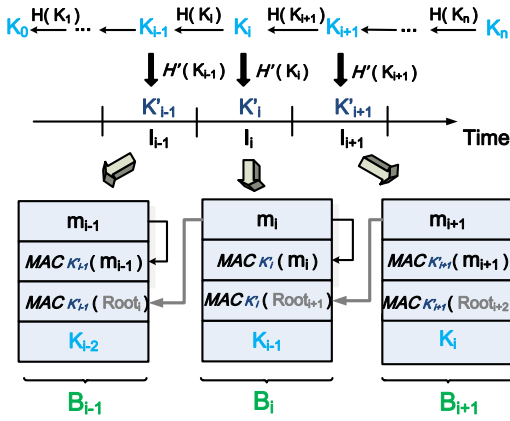 H(K₁) H(Kᵢ) H(Kᵢ₊₁) H(Kₙ)
K₀ ... Kᵢ₋₁ Kᵢ Kᵢ₊₁ ... Kₙ
H″(Kᵢ₋₁) H″(Kᵢ) H″(Kᵢ₊₁)
K'ᵢ₋₁ K'ᵢ K'ᵢ₊₁
Iᵢ₋₁ Iᵢ Iᵢ₊₁ Time
mᵢ₋₁ mᵢ mᵢ₊₁
MAC K'ᵢ₋₁(mᵢ₋₁) MAC K'ᵢ(mᵢ) MAC K'ᵢ₊₁(mᵢ₊₁)
MAC K'ᵢ₋₁(Rootᵢ) MAC K'ᵢ(Rootᵢ₊₁) MAC K'ᵢ₊₁(Rootᵢ₊₂)
Kᵢ₋₂ Kᵢ₋₁ Kᵢ
Bᵢ₋₁ Bᵢ Bᵢ₊₁